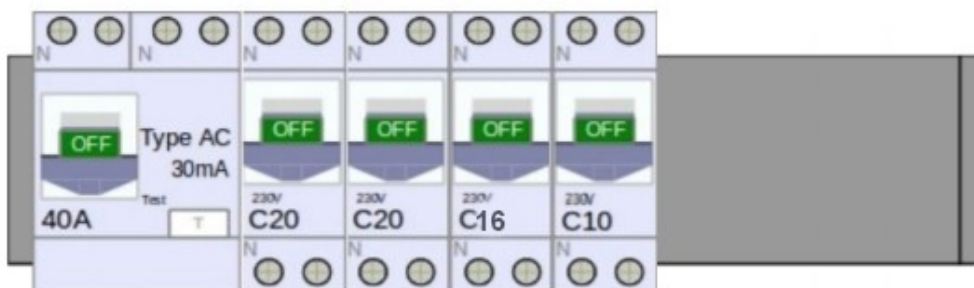 N N N N N N
OFF OFF OFF OFF OFF
Type AC
30mA
Test
T
40A
230V 230V 230V 230V
C20 C20 C16 C10
N N N N